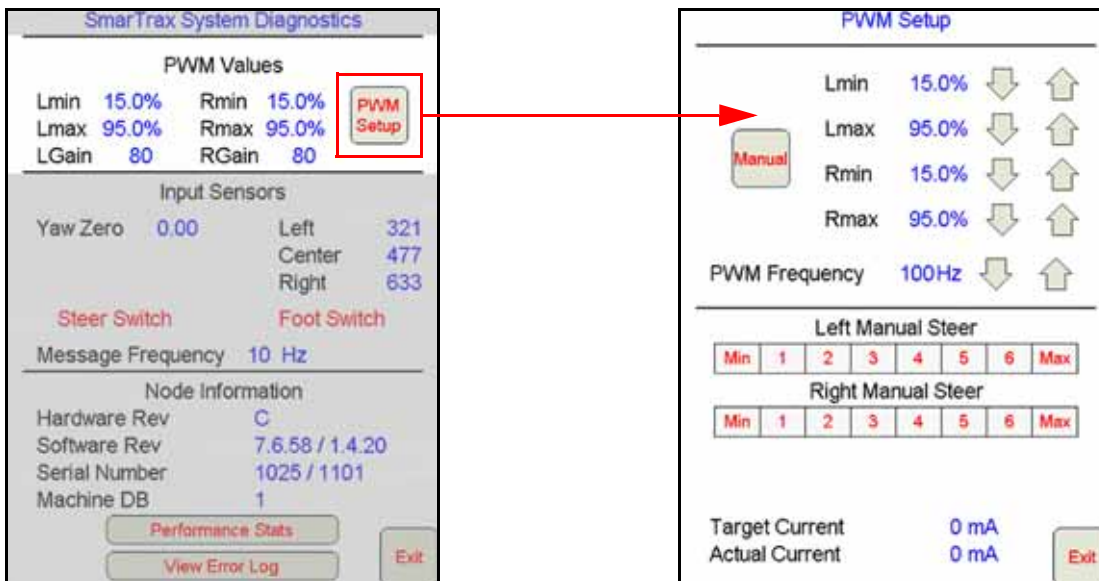 SmarTrax System Diagnostics
PWM Values
Lmin 15.0% Rmin 15.0%
Lmax 95.0% Rmax 95.0%
LGain 80 RGain 80
PWM
Setup
Input Sensors
Yaw Zero 0.00 Left 321
Center 477
Right 633
Steer Switch Foot Switch
Message Frequency 10 Hz
Node Information
Hardware Rev C
Software Rev 7.6.58 / 1.4.20
Serial Number 1025 / 1101
Machine DB 1
Performance Stats
View Error Log
Exit
PWM Setup
Manual
Lmin 15.0%
Lmax 95.0%
Rmin 15.0%
Rmax 95.0%
PWM Frequency 100Hz
Left Manual Steer
Min 1 2 3 4 5 6 Max
Right Manual Steer
Min 1 2 3 4 5 6 Max
Target Current 0 mA
Actual Current 0 mA
Exit